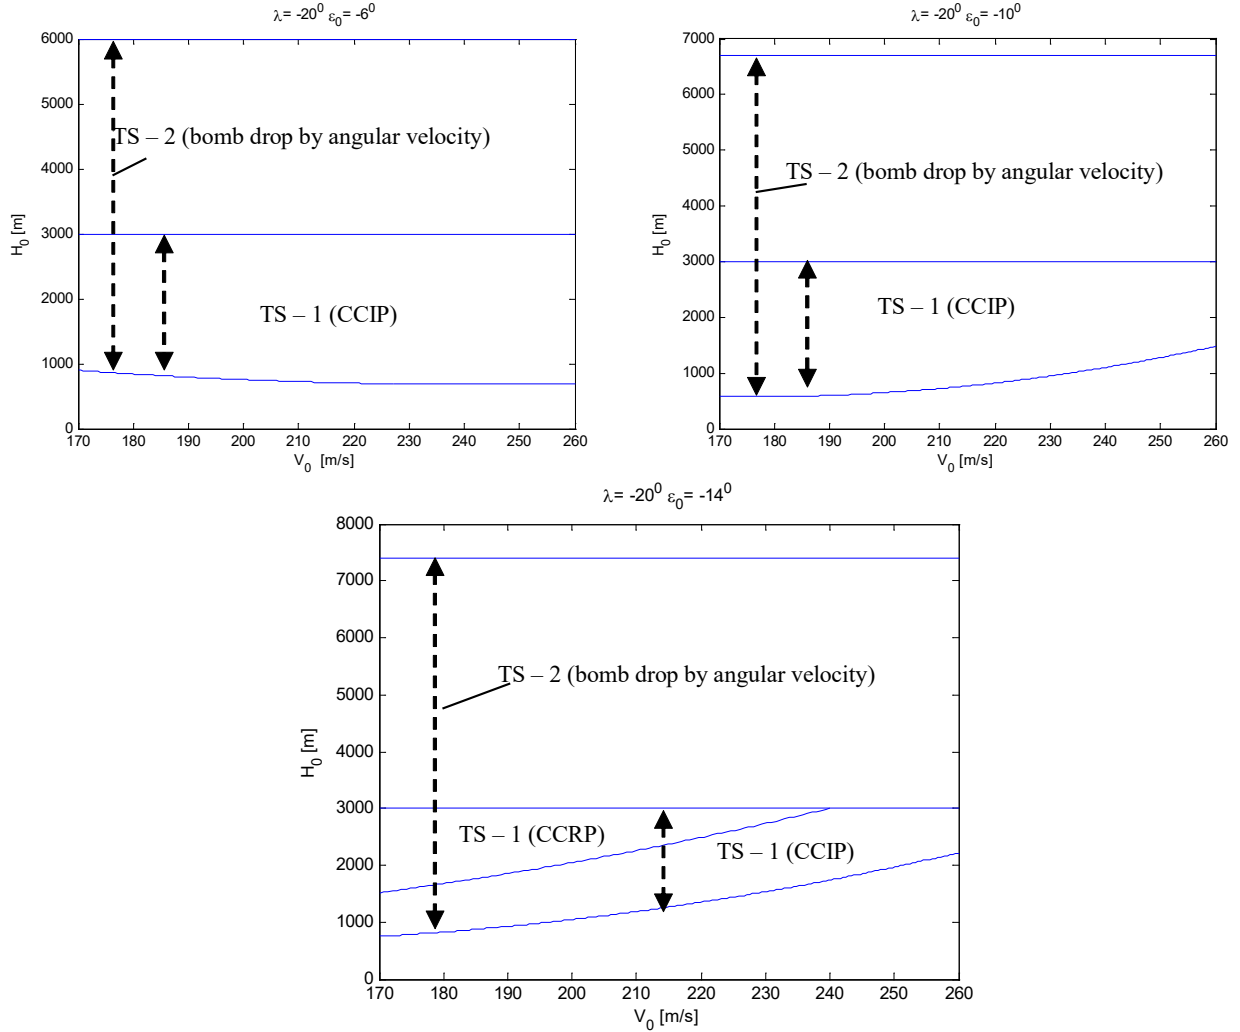 λ= -20⁰ ε₀= -6⁰
6000
5000
4000
3000
2000
1000
0
H₀ [m]
TS – 2 (bomb drop by angular velocity)
TS – 1 (CCIP)
170 180 190 200 210 220 230 240 250 260
V₀ [m/s]
λ= -20⁰ ε₀= -10⁰
7000
6000
5000
4000
3000
2000
1000
0
H₀ [m]
TS – 2 (bomb drop by angular velocity)
TS – 1 (CCIP)
170 180 190 200 210 220 230 240 250 260
V₀ [m/s]
λ= -20⁰ ε₀= -14⁰
8000
7000
6000
5000
4000
3000
2000
1000
0
H₀ [m]
TS – 2 (bomb drop by angular velocity)
TS – 1 (CCRP)
TS – 1 (CCIP)
170 180 190 200 210 220 230 240 250 260
V₀ [m/s]